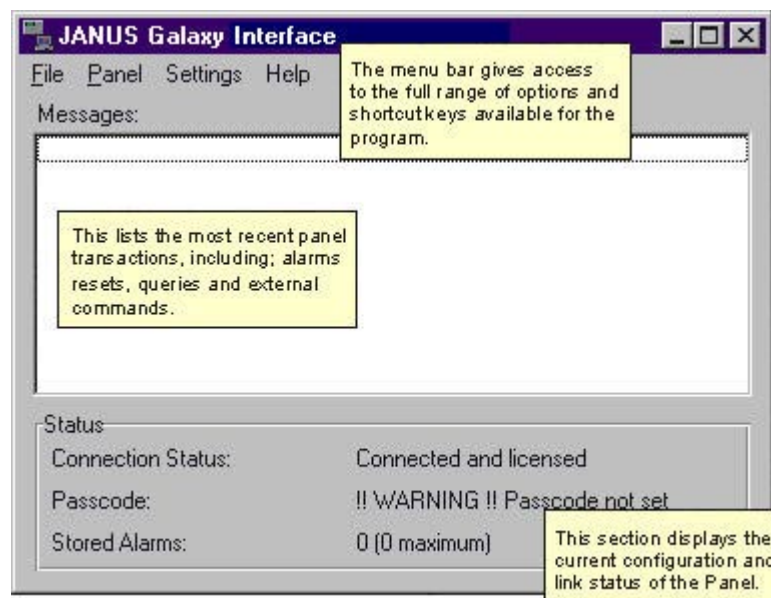 JANUS Galaxy Interface
File Panel Settings Help
The menu bar gives access
to the full range of options and
shortcutkeys available for the
program.
Messages:
This lists the most recent panel
transactions, including; alarms
resets, queries and external
commands.
Status
Connection Status: Connected and licensed
Passcode: !! WARNING !! Passcode not set
Stored Alarms: 0 (0 maximum)
This section displays the
current configuration and
link status of the Panel.